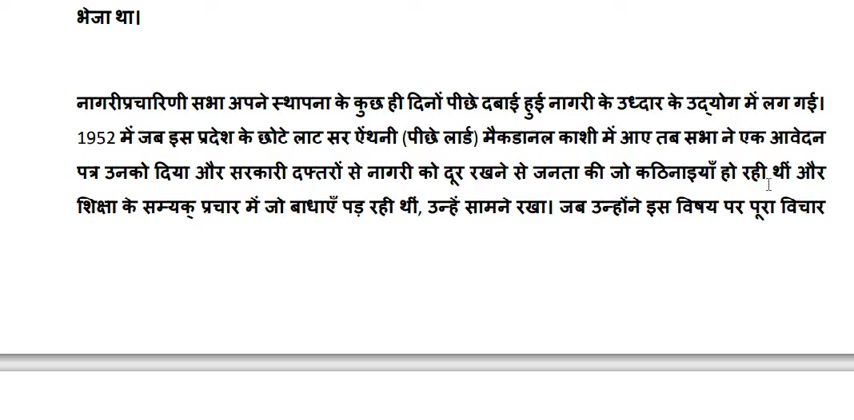 भेजा था।
नागरीप्रचारिणी सभा अपने स्थापना के कुछ ही दिनों पीछे दबाई हुई नागरी के उध्दार के उद्‌योग में लग गई।
1952 में जब इस प्रदेश के छोटे लाट सर ऐंथनी (पीछे लार्ड) मैकडानल काशी में आए तब सभा ने एक आवेदन
पत्र उनको दिया और सरकारी दफ्तरों से नागरी को दूर रखने से जनता की जो कठिनाइयाँ हो रही थीं और
शिक्षा के सम्यक् प्रचार में जो बाधाएँ पड़ रही थीं, उन्हें सामने रखा। जब उन्होंने इस विषय पर पूरा विचार